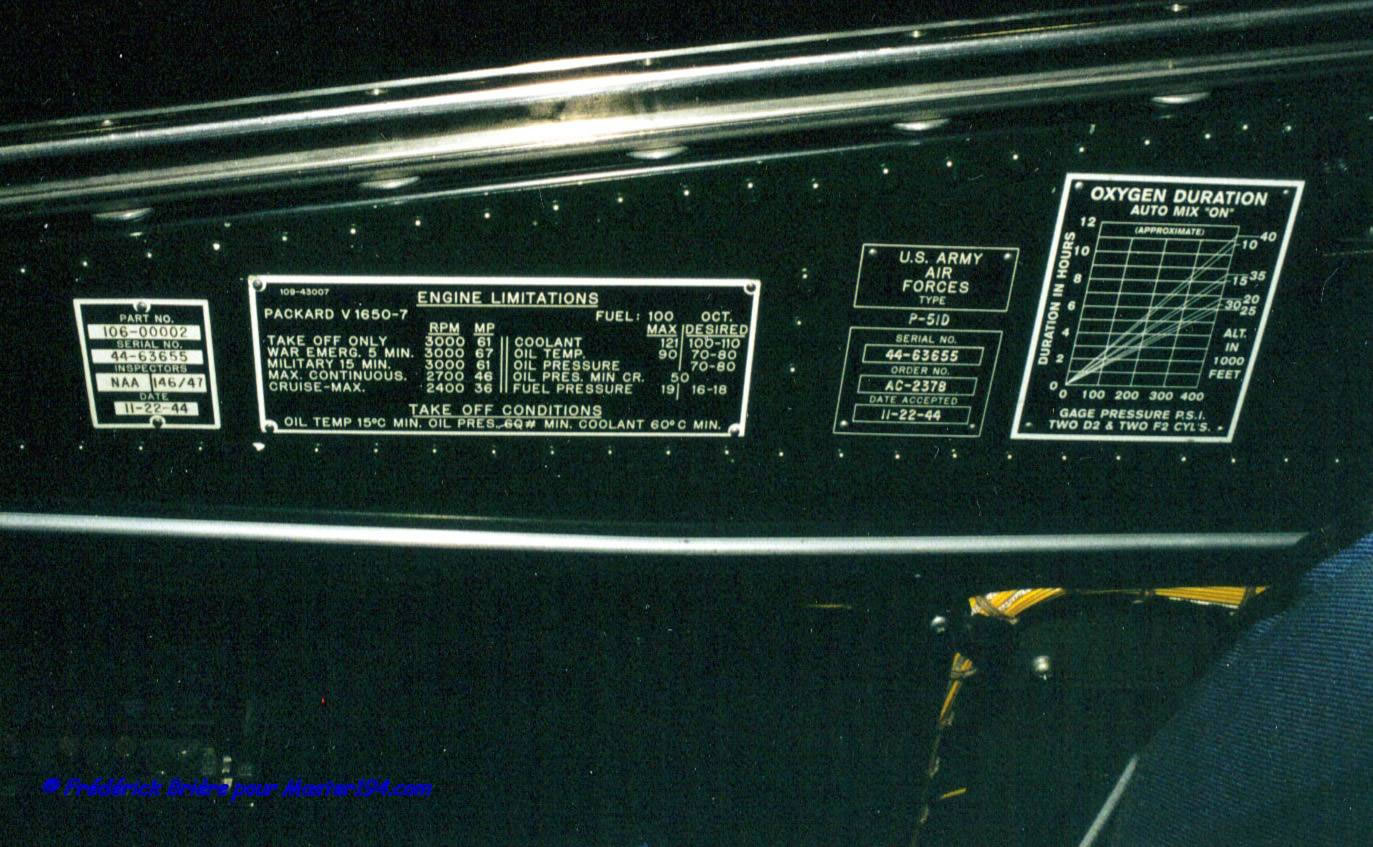 PART NO.
106-00002
SERIAL NO.
44-63655
INSPECTORS
NAA 146/47
DATE
11-22-44
109-43007
ENGINE LIMITATIONS
PACKARD V 1650-7 FUEL: 100 OCT.
RPM MP MAX DESIRED
TAKE OFF ONLY 3000 61 COOLANT 121 100-110
WAR EMERG. 5 MIN. 3000 67 OIL TEMP. 90 70-80
MILITARY 15 MIN. 3000 61 OIL PRESSURE 70-80
MAX. CONTINUOUS. 2700 46 OIL PRES. MIN CR. 50
CRUISE-MAX. 2400 36 FUEL PRESSURE 19 16-18
TAKE OFF CONDITIONS
OIL TEMP 15°C MIN. OIL PRES. 6Q# MIN. COOLANT 60°C MIN.
U.S. ARMY
AIR
FORCES
TYPE
P-51D
SERIAL NO.
44-63655
ORDER NO.
AC-2378
DATE ACCEPTED
11-22-44
OXYGEN DURATION
AUTO MIX "ON"
(APPROXIMATE)
DURATION IN HOURS
12
10
8
6
4
2
0
40
10
35
15
20
30 25
ALT.
IN
1000
FEET
0 100 200 300 400
GAGE PRESSURE P.S.I.
TWO D2 & TWO F2 CYL'S.
© Frédérick Brière pour Master194.com